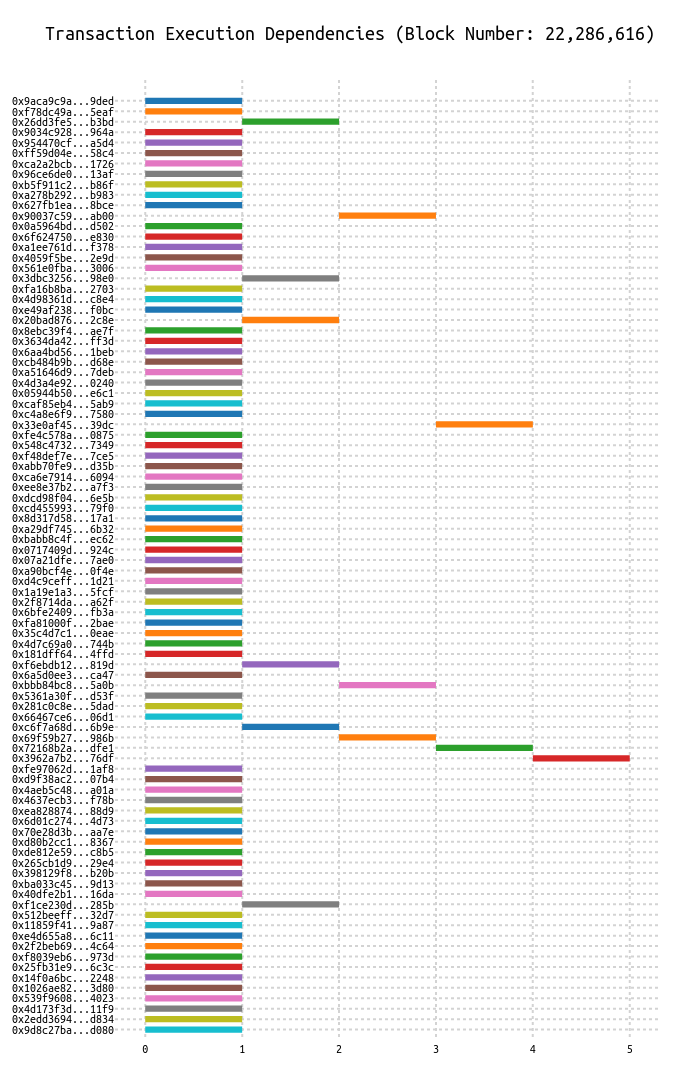 Transaction Execution Dependencies (Block Number: 22,286,616)
0x9aca9c9a...9ded
0xf78dc49a...5eaf
0x26dd3fe5...b3bd
0x9034c928...964a
0x954470cf...a5d4
0xff59d04e...58c4
0xca2a2bcb...1726
0x96ce6de0...13af
0xb5f911c2...b86f
0xa278b292...b983
0x627fb1ea...8bce
0x90037c59...ab00
0x0a5964bd...d502
0x6f624750...e830
0xa1ee761d...f378
0x4059f5be...2e9d
0x561e0fba...3006
0x3dbc3256...98e0
0xfa16b8ba...2703
0x4d98361d...c8e4
0xe49af238...f0bc
0x20bad876...2c8e
0x8ebc39f4...ae7f
0x3634da42...ff3d
0x6aa4bd56...1beb
0xcb484b9b...d68e
0xa51646d9...7deb
0x4d3a4e92...0240
0x05944b50...e6c1
0xcaf85eb4...5ab9
0xc4a8e6f9...7580
0x33e0af45...39dc
0xfe4c578a...0875
0x548c4732...7349
0xf48def7e...7ce5
0xabb70fe9...d35b
0xca6e7914...6094
0xee8e37b2...a7f3
0xdcd98f04...6e5b
0xcd455993...79f0
0x8d317d58...17a1
0xa29df745...6b32
0xbabb8c4f...ec62
0x0717409d...924c
0x07a21dfe...7ae0
0xa90bcf4e...0f4e
0xd4c9ceff...1d21
0x1a19e1a3...5fcf
0x2f8714da...a62f
0x6bfe2409...fb3a
0xfa81000f...2bae
0x35c4d7c1...0eae
0x4d7c69a0...744b
0x181dff64...4ffd
0xf6ebdb12...819d
0x6a5d0ee3...ca47
0xbbb84bc8...5a0b
0x5361a30f...d53f
0x281c0c8e...5dad
0x66467ce6...06d1
0xc6f7a68d...6b9e
0x69f59b27...986b
0x72168b2a...dfe1
0x3962a7b2...76df
0xfe97062d...1af8
0xd9f38ac2...07b4
0x4aeb5c48...a01a
0x4637ecb3...f78b
0xea828874...88d9
0x6d01c274...4d73
0x70e28d3b...aa7e
0xd80b2cc1...8367
0xde812e59...c8b5
0x265cb1d9...29e4
0x398129f8...b20b
0xba033c45...9d13
0x40dfe2b1...16da
0xf1ce230d...285b
0x512beeff...32d7
0x11859f41...9a87
0xe4d655a8...6c11
0x2f2beb69...4c64
0xf8039eb6...973d
0x25fb31e9...6c3c
0x14f0a6bc...2248
0x1026ae82...3d80
0x539f9608...4023
0x4d173f3d...11f9
0x2edd3694...d834
0x9d8c27ba...d080
0 1 2 3 4 5